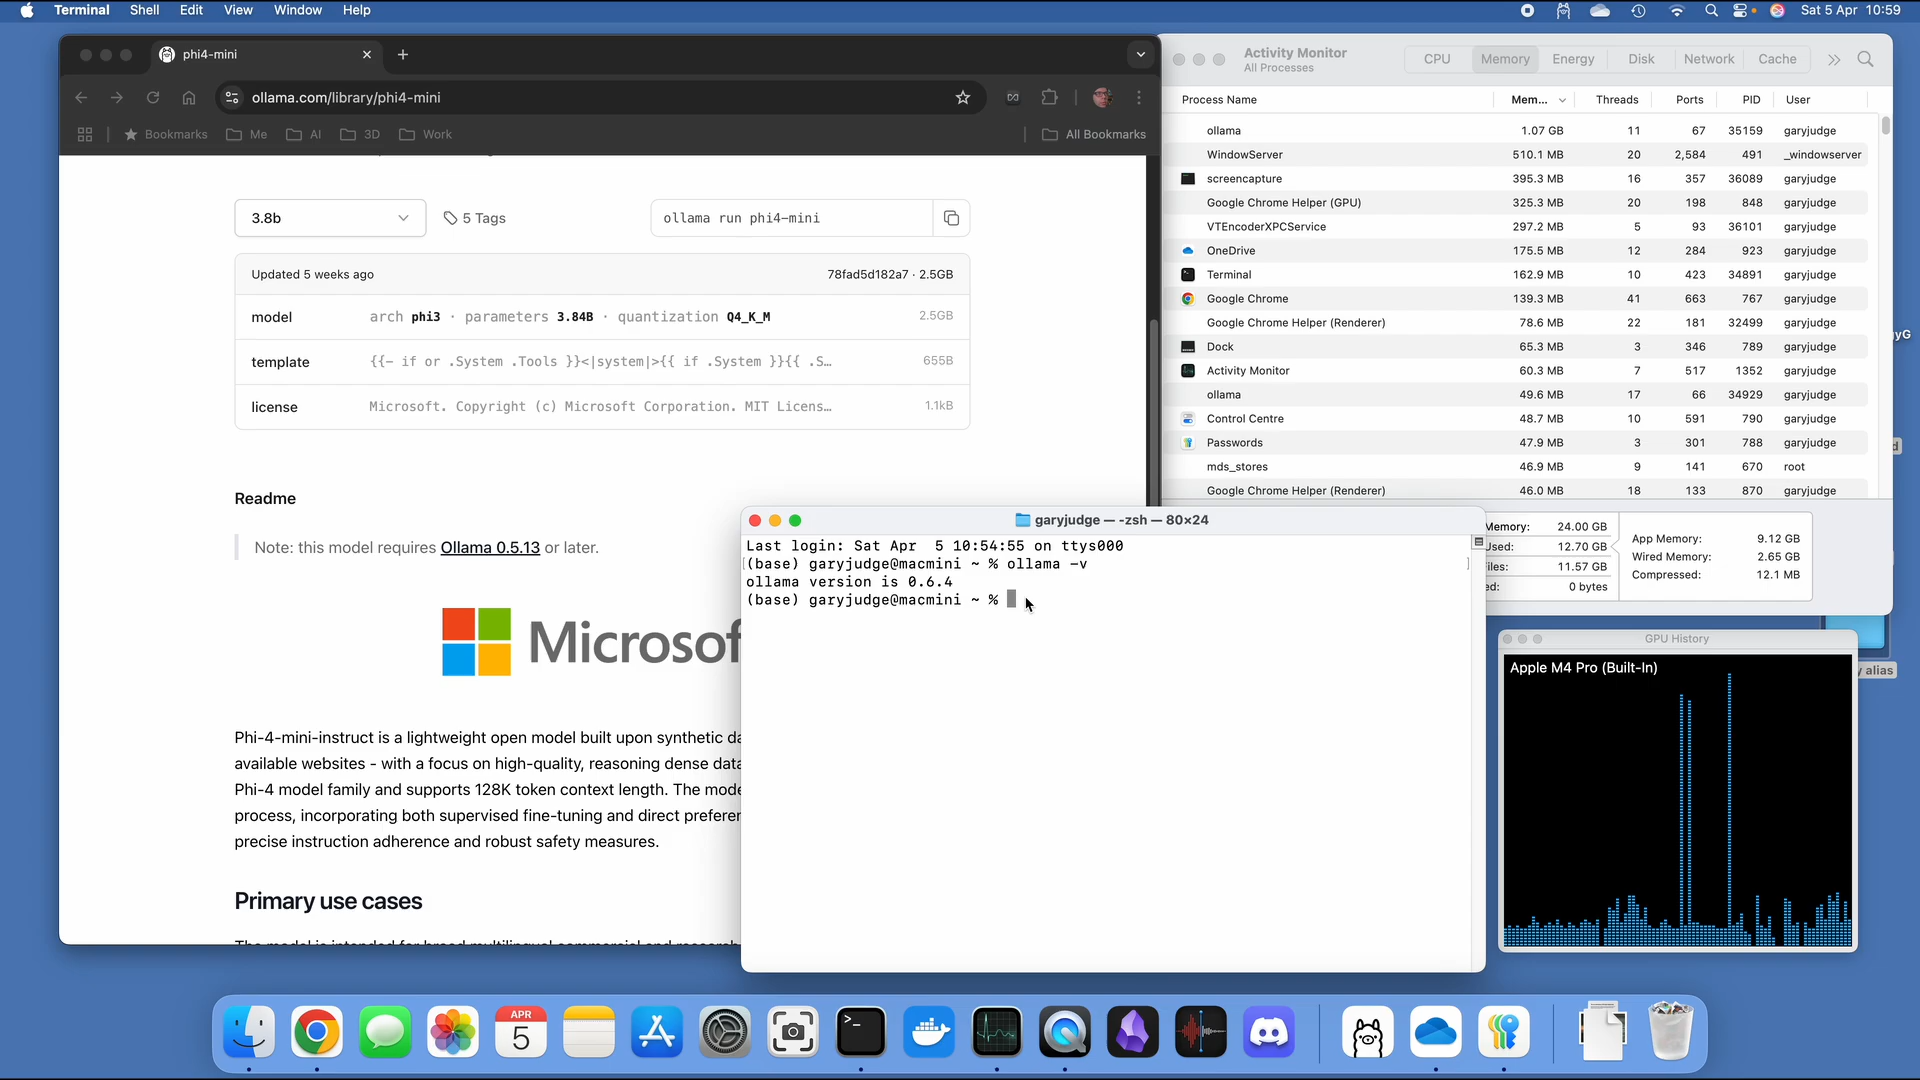 Terminal Shell Edit View Window Help
Sat 5 Apr 10:59
phi4-mini
ollama.com/library/phi4-mini
Bookmarks Me AI 3D Work All Bookmarks
3.8b
5 Tags
ollama run phi4-mini
Updated 5 weeks ago 78fad5d182a7 · 2.5GB
model arch phi3 · parameters 3.84B · quantization Q4_K_M 2.5GB
template {{- if or .System .Tools }}<|system|>{{ if .System }}{{ .S… 655B
license Microsoft. Copyright (c) Microsoft Corporation. MIT Licens… 1.1kB
Readme
Note: this model requires Ollama 0.5.13 or later.
Microsof
Phi-4-mini-instruct is a lightweight open model built upon synthetic da
available websites - with a focus on high-quality, reasoning dense data
Phi-4 model family and supports 128K token context length. The mode
process, incorporating both supervised fine-tuning and direct preferen
precise instruction adherence and robust safety measures.
Primary use cases
Activity Monitor
All Processes
CPU Memory Energy Disk Network Cache
Process Name Mem... Threads Ports PID User
ollama 1.07 GB 11 67 35159 garyjudge
WindowServer 510.1 MB 20 2,584 491 _windowserver
screencapture 395.3 MB 16 357 36089 garyjudge
Google Chrome Helper (GPU) 325.3 MB 20 198 848 garyjudge
VTEncoderXPCService 297.2 MB 5 93 36101 garyjudge
OneDrive 175.5 MB 12 284 923 garyjudge
Terminal 162.9 MB 10 423 34891 garyjudge
Google Chrome 139.3 MB 41 663 767 garyjudge
Google Chrome Helper (Renderer) 78.6 MB 22 181 32499 garyjudge
Dock 65.3 MB 3 346 789 garyjudge
Activity Monitor 60.3 MB 7 517 1352 garyjudge
ollama 49.6 MB 17 66 34929 garyjudge
Control Centre 48.7 MB 10 591 790 garyjudge
Passwords 47.9 MB 3 301 788 garyjudge
mds_stores 46.9 MB 9 141 670 root
Google Chrome Helper (Renderer) 46.0 MB 18 133 870 garyjudge
Memory: 24.00 GB
Used: 12.70 GB
iles: 11.57 GB
ed: 0 bytes
App Memory: 9.12 GB
Wired Memory: 2.65 GB
Compressed: 12.1 MB
garyjudge — -zsh — 80×24
Last login: Sat Apr  5 10:54:55 on ttys000
(base) garyjudge@macmini ~ % ollama -v
ollama version is 0.6.4
(base) garyjudge@macmini ~ %
GPU History
Apple M4 Pro (Built-In)
yG
d
y alias
APR
5